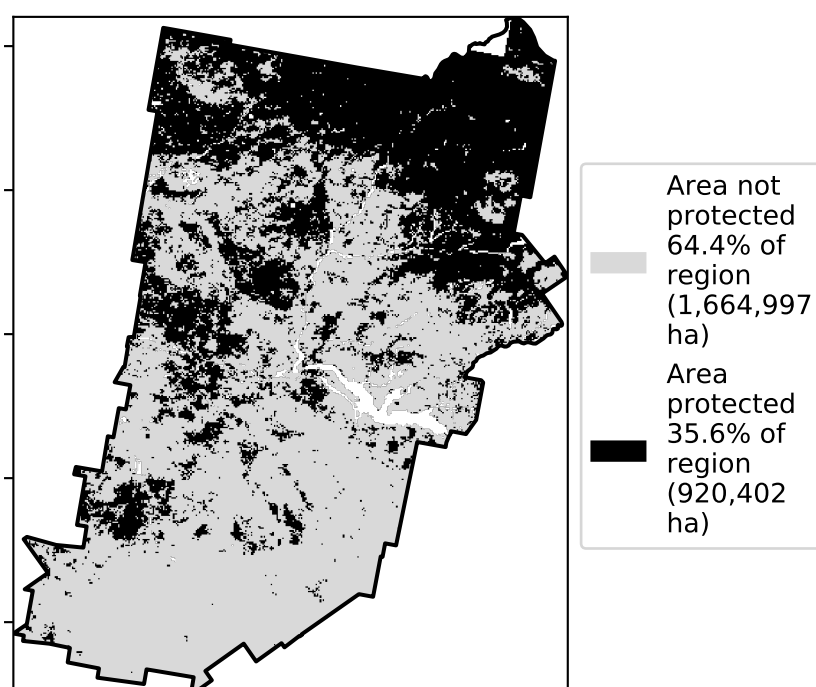 Area not
protected
64.4% of
region
(1,664,997
ha)
Area
protected
35.6% of
region
(920,402
ha)